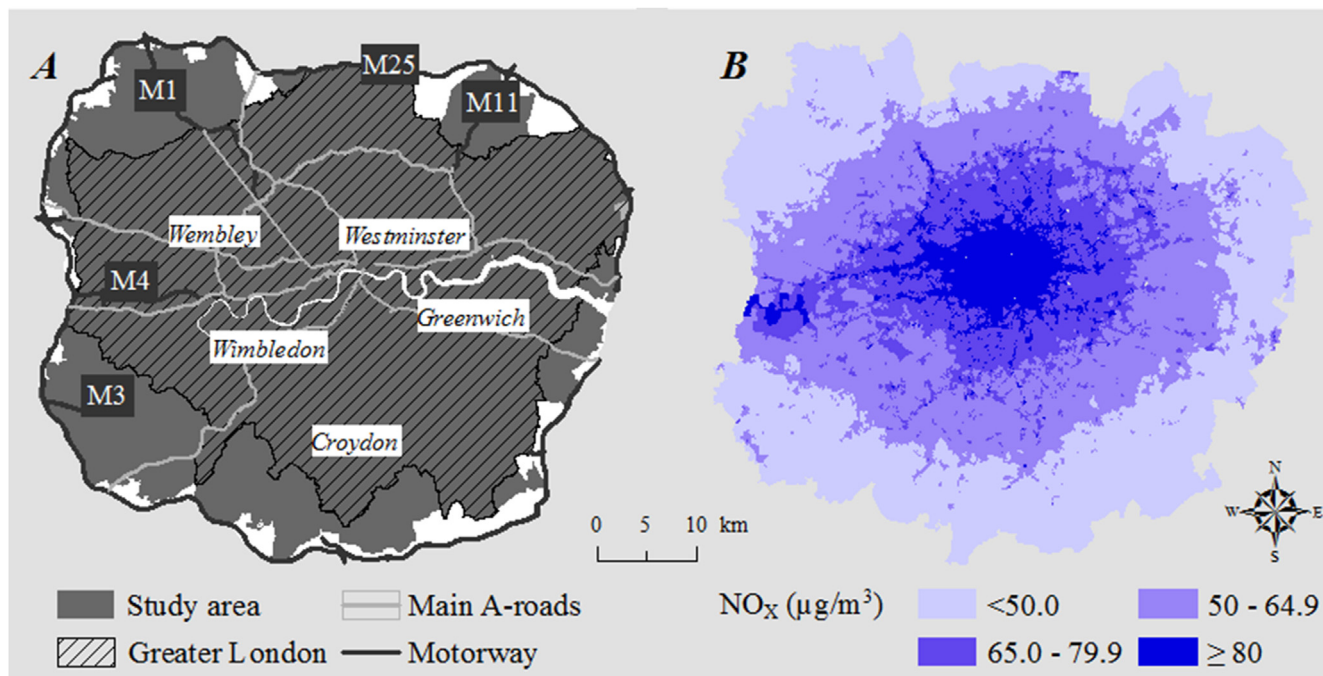 A
M1
M25
M11
Wembley
Westminster
M4
Greenwich
Wimbledon
M3
Croydon
0 5 10 km
Study area
Main A-roads
Greater London
Motorway
B
N
W E
S
NOX (µg/m³)
<50.0
50 - 64.9
65.0 - 79.9
≥ 80